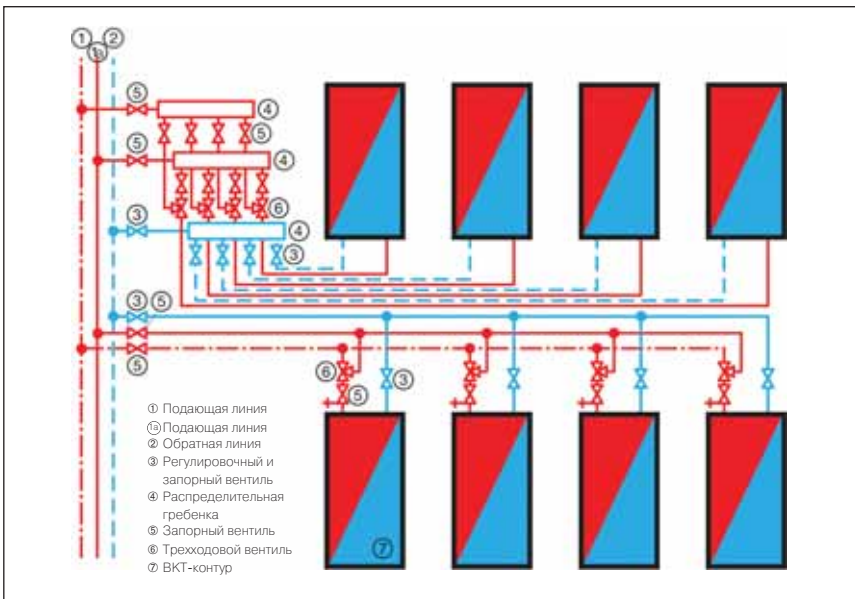 ① ② 
1a
⑤ ④
⑤
⑤ ④
⑥
③ ④
③
③ ⑤
⑤
⑥ ③
⑤
① Подающая линия
1a Подающая линия
② Обратная линия
③ Регулировочный и
запорный вентиль
④ Распределительная
гребенка
⑤ Запорный вентиль
⑥ Трехходовой вентиль
⑦ ВКТ-контур
⑦